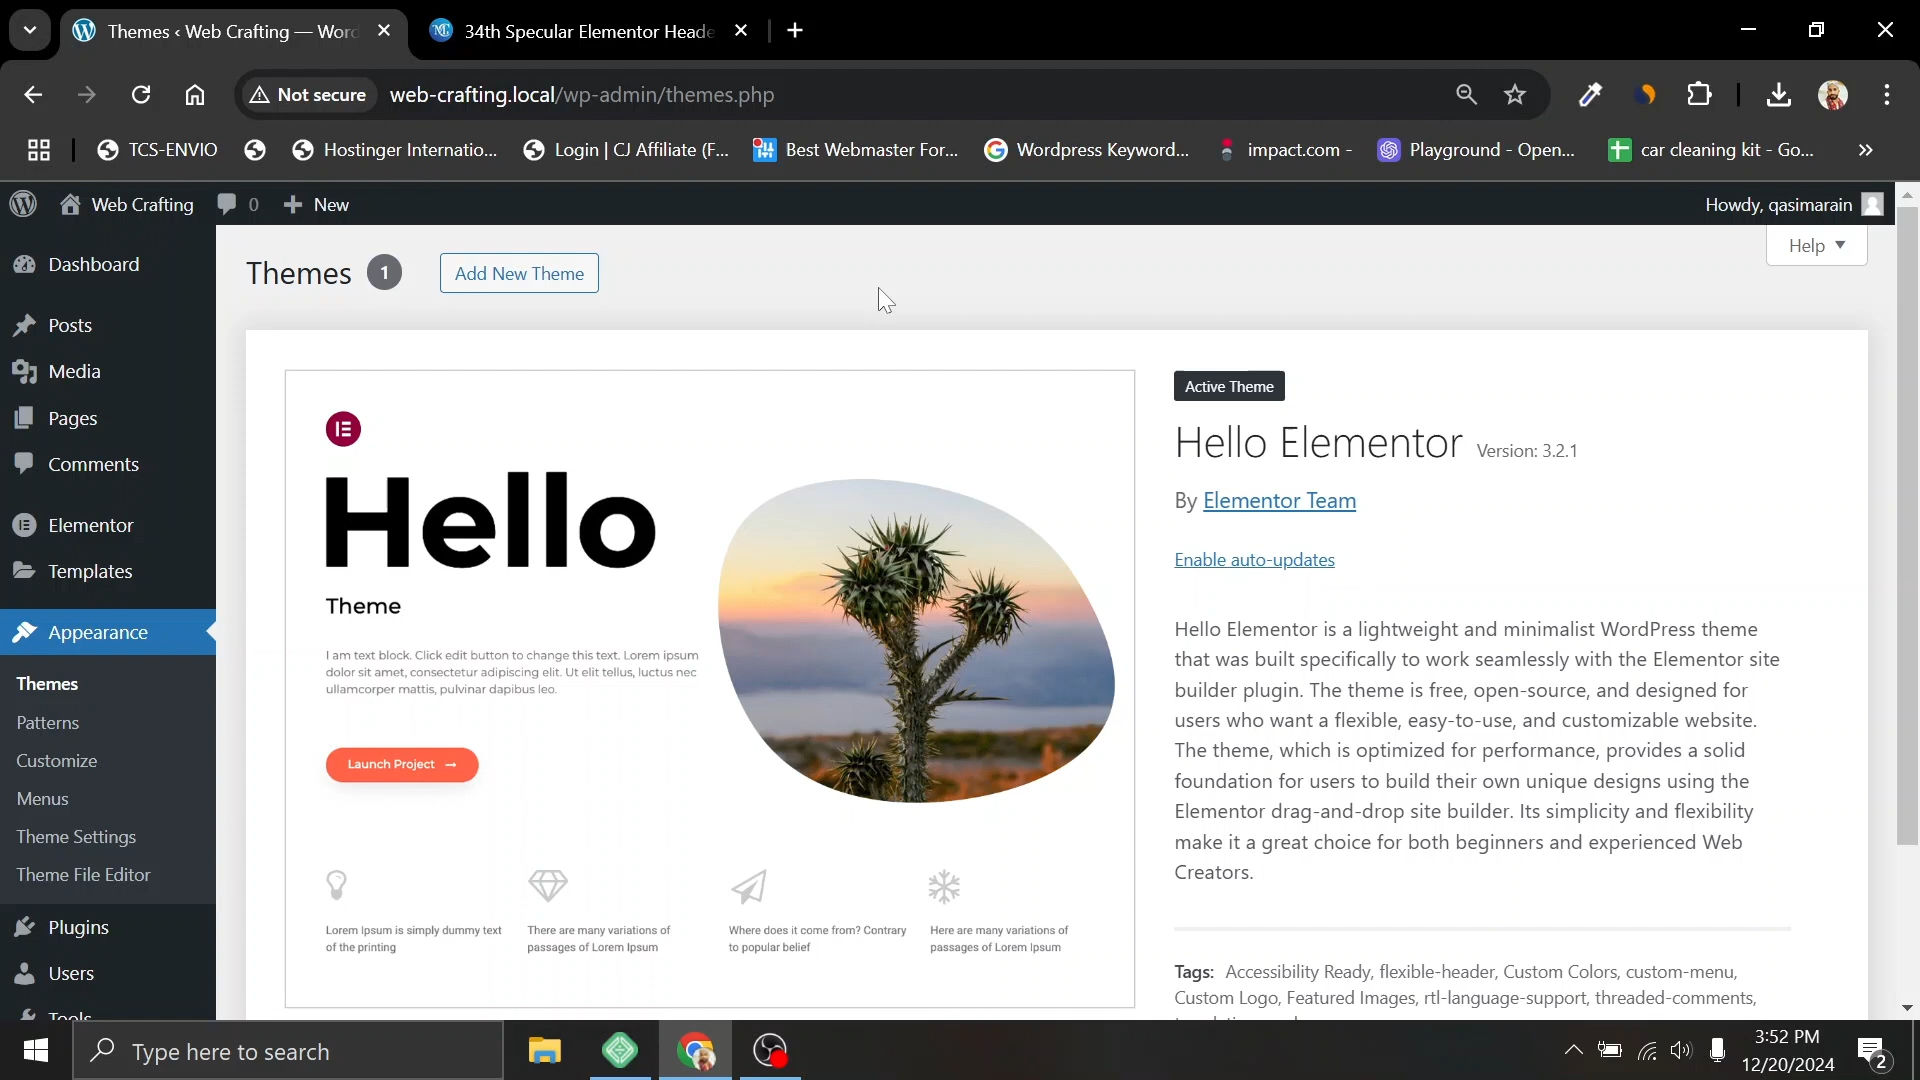 Themes ‹ Web Crafting — Word
34th Specular Elementor Heade
Not secure
web-crafting.local/wp-admin/themes.php
TCS-ENVIO
Hostinger Internatio...
Login | CJ Affiliate (F...
Best Webmaster For...
Wordpress Keyword...
impact.com -
Playground - Open...
car cleaning kit - Go...
Web Crafting
0
New
Howdy, qasimarain
Dashboard
Posts
Media
Pages
Comments
Elementor
Templates
Appearance
Themes
Patterns
Customize
Menus
Theme Settings
Theme File Editor
Plugins
Users
Tools
Themes 1
Add New Theme
Help
Hello
Theme
I am text block. Click edit button to change this text. Lorem ipsum
dolor sit amet, consectetur adipiscing elit. Ut elit tellus, luctus nec
ullamcorper mattis, pulvinar dapibus leo.
Launch Project →
Lorem Ipsum is simply dummy text
of the printing
There are many variations of
passages of Lorem Ipsum
Where does it come from? Contrary
to popular belief
Here are many variations of
passages of Lorem Ipsum
Active Theme
Hello Elementor Version: 3.2.1
By Elementor Team
Enable auto-updates
Hello Elementor is a lightweight and minimalist WordPress theme
that was built specifically to work seamlessly with the Elementor site
builder plugin. The theme is free, open-source, and designed for
users who want a flexible, easy-to-use, and customizable website.
The theme, which is optimized for performance, provides a solid
foundation for users to build their own unique designs using the
Elementor drag-and-drop site builder. Its simplicity and flexibility
make it a great choice for both beginners and experienced Web
Creators.
Tags: Accessibility Ready, flexible-header, Custom Colors, custom-menu,
Custom Logo, Featured Images, rtl-language-support, threaded-comments,
Type here to search
3:52 PM
12/20/2024
2